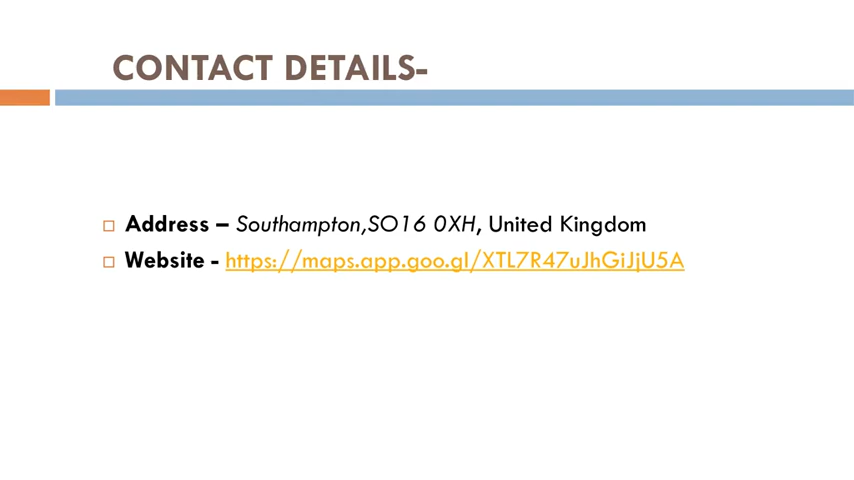 CONTACT DETAILS-
Address – Southampton,SO16 0XH, United Kingdom
Website - https://maps.app.goo.gl/XTL7R47uJhGiJjU5A